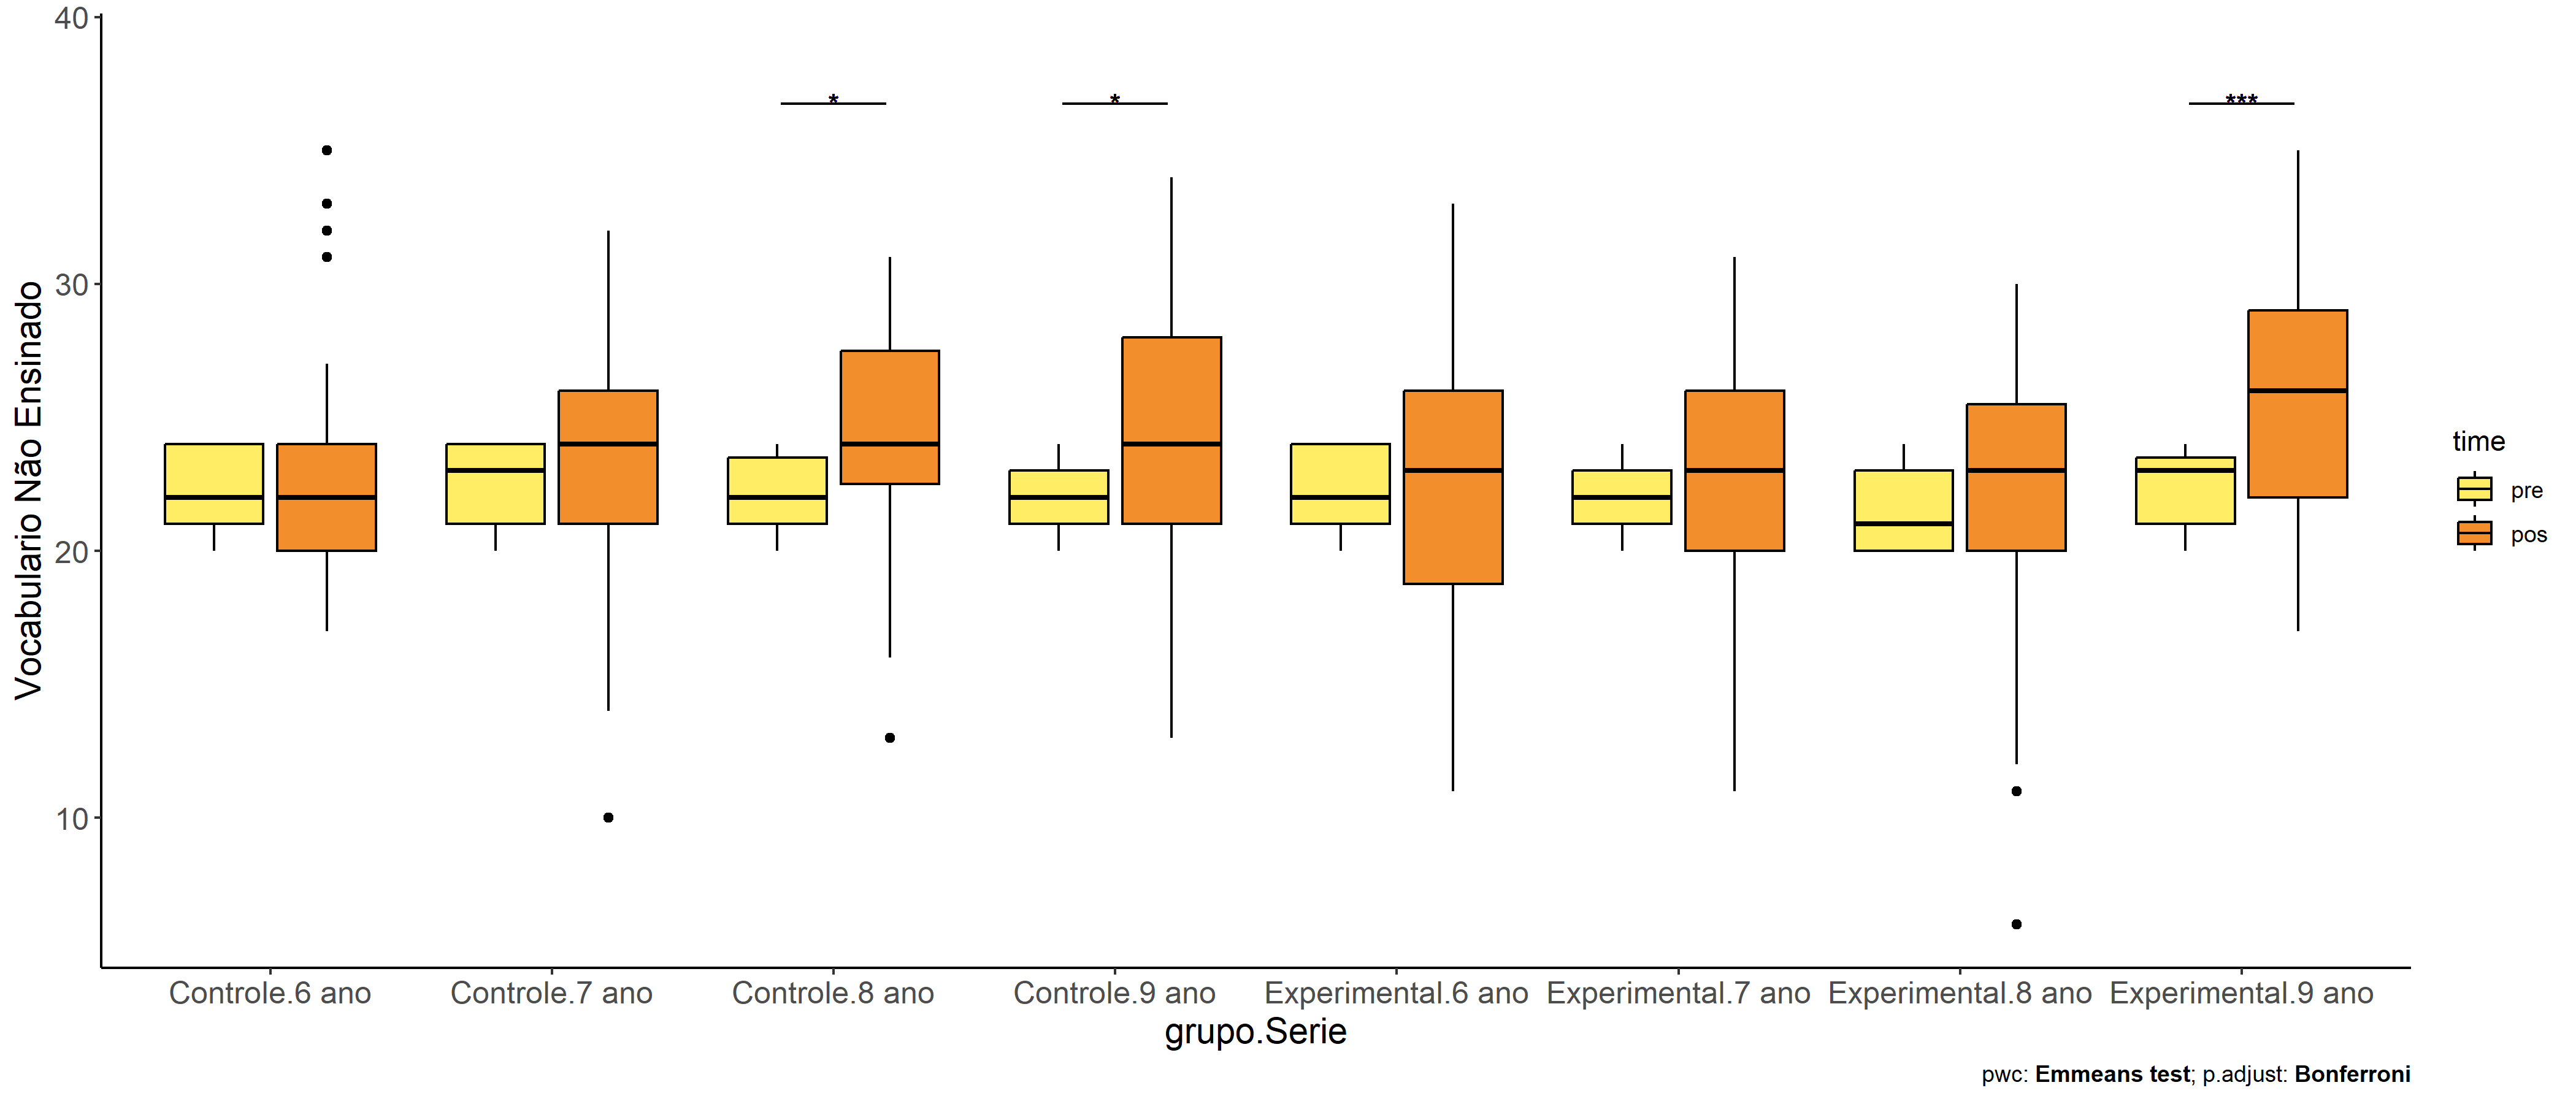 40
30
20
10
Vocabulario Não Ensinado
*
*
***
Controle.6 ano
Controle.7 ano
Controle.8 ano
Controle.9 ano
Experimental.6 ano
Experimental.7 ano
Experimental.8 ano
Experimental.9 ano
grupo.Serie
time
pre
pos
pwc: Emmeans test; p.adjust: Bonferroni